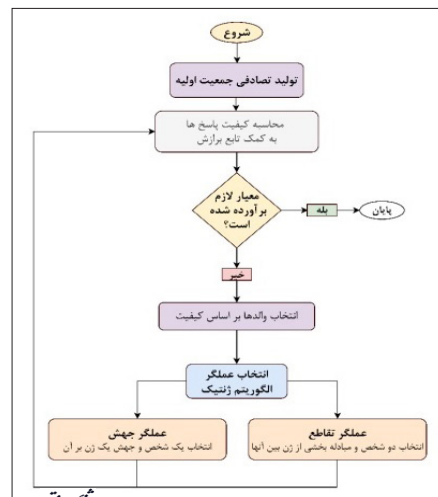 شروع
تولید تصادفی جمعیت اولیه
محاسبه کیفیت پاسخ ها
به کمک تابع برازش
معیار لازم
برآورده شده
است؟
بله
پایان
خیر
انتخاب والدها بر اساس کیفیت
انتخاب عملگر
الگوریتم ژنتیک
عملگر تقاطع
انتخاب دو شخص و مبادله بخشی از ژن بین آنها
عملگر جهش
انتخاب یک شخص و جهش یک ژن بر آن